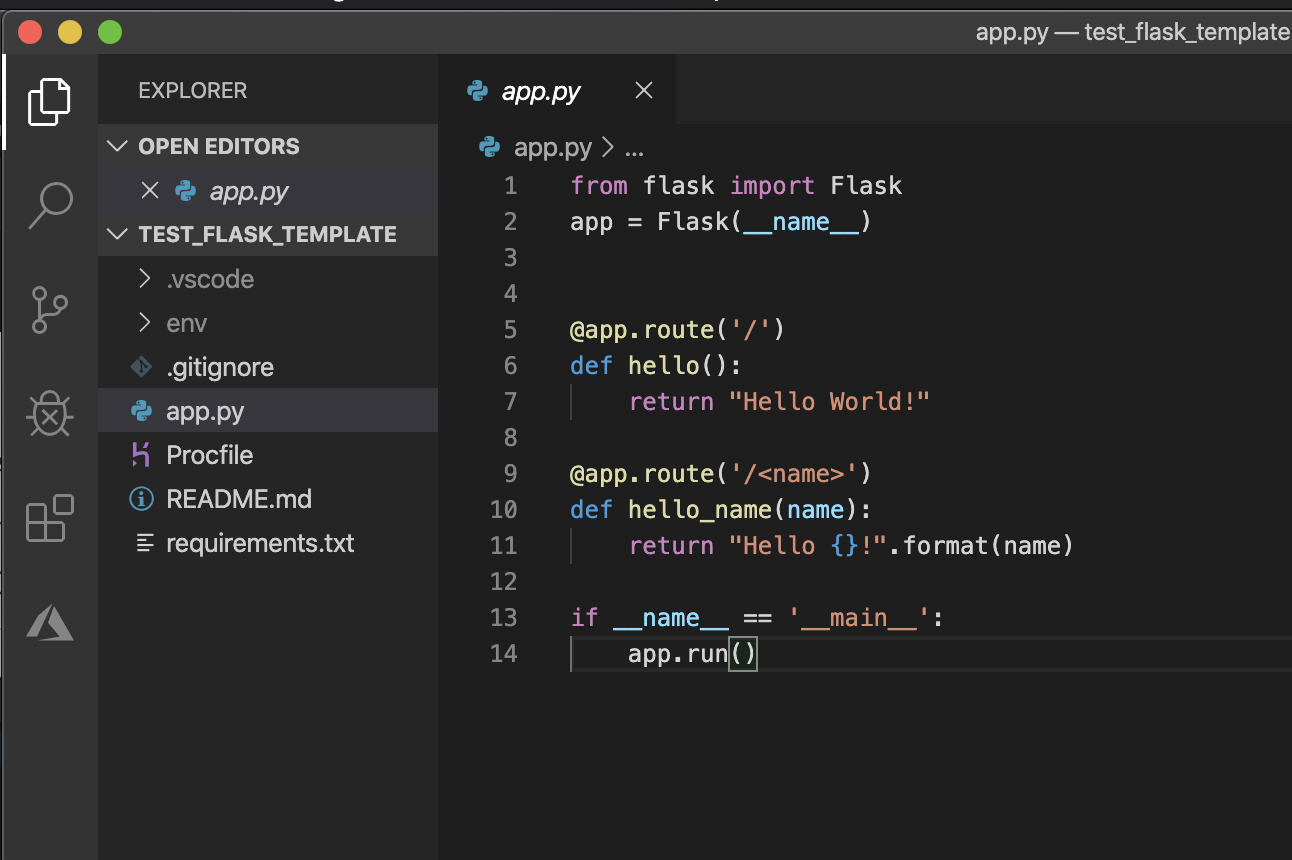 app.py — test_flask_template
EXPLORER
OPEN EDITORS
app.py
TEST_FLASK_TEMPLATE
.vscode
env
.gitignore
app.py
Procfile
README.md
requirements.txt
app.py
app.py > ...
1 from flask import Flask
2 app = Flask(__name__)
3
4
5 @app.route('/')
6 def hello():
7     return "Hello World!"
8
9 @app.route('/<name>')
10 def hello_name(name):
11     return "Hello {}!".format(name)
12
13 if __name__ == '__main__':
14     app.run()